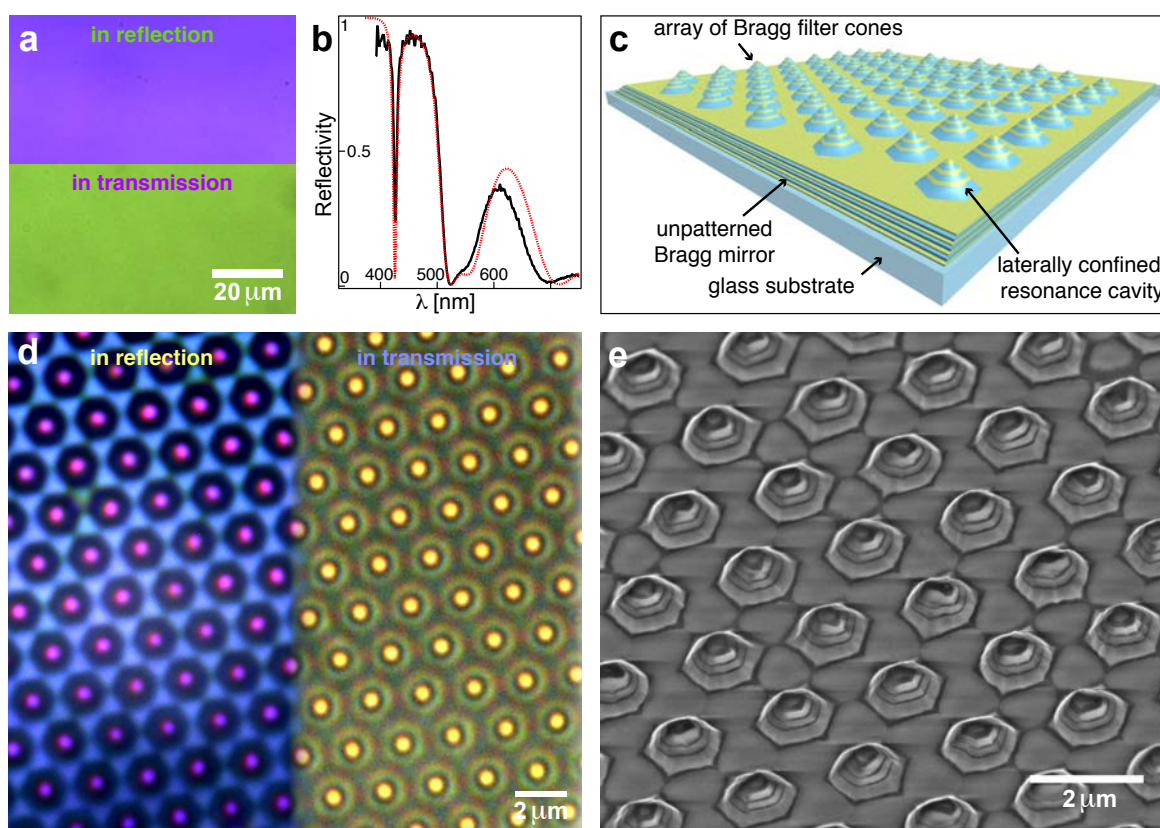 a
in reflection
in transmission
20 μm
b
1
0.5
0
Reflectivity
400 500 600
λ [nm]
c
array of Bragg filter cones
unpatterned
Bragg mirror
glass substrate
laterally confined
resonance cavity
d
in reflection
in transmission
2 μm
e
2 μm